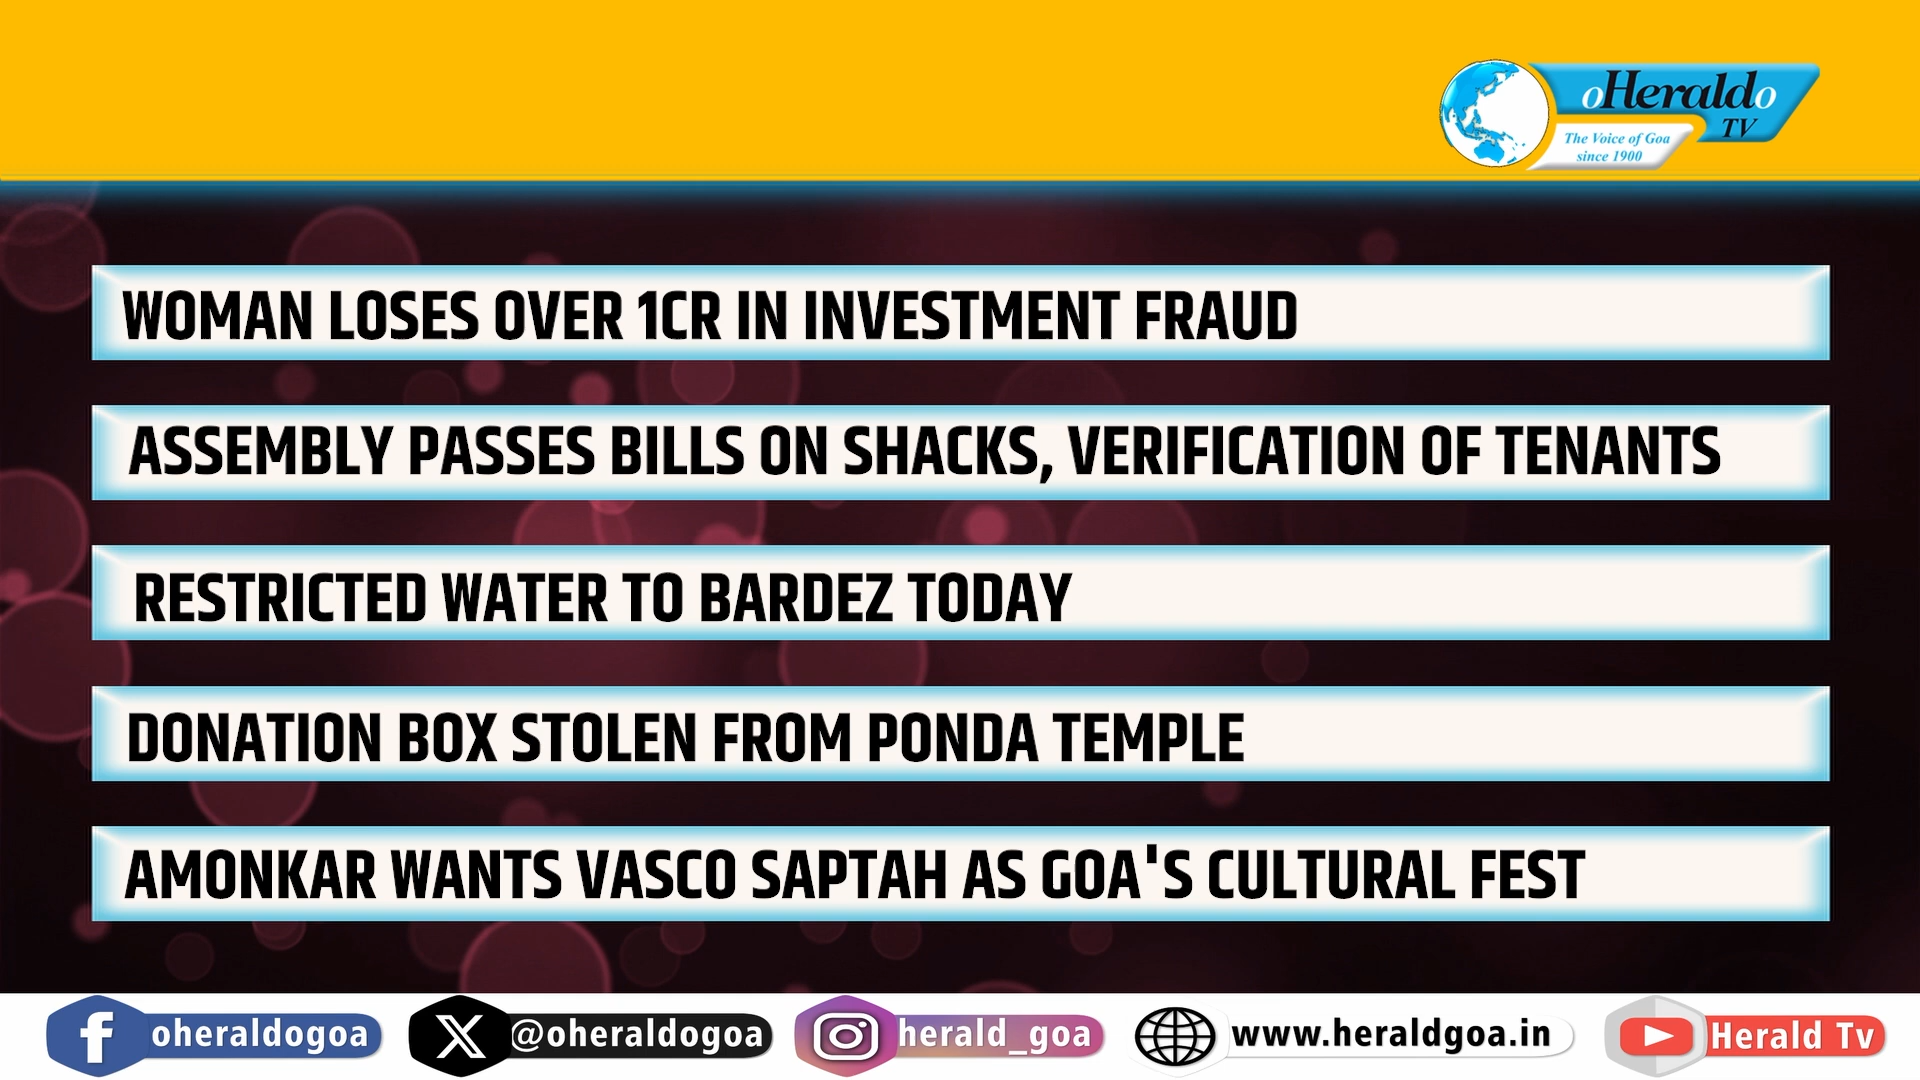 oHeraldo
TV
The Voice of Goa
since 1900
WOMAN LOSES OVER 1CR IN INVESTMENT FRAUD
ASSEMBLY PASSES BILLS ON SHACKS, VERIFICATION OF TENANTS
RESTRICTED WATER TO BARDEZ TODAY
DONATION BOX STOLEN FROM PONDA TEMPLE
AMONKAR WANTS VASCO SAPTAH AS GOA'S CULTURAL FEST
oheraldogoa @oheraldogoa herald_goa www.heraldgoa.in Herald Tv